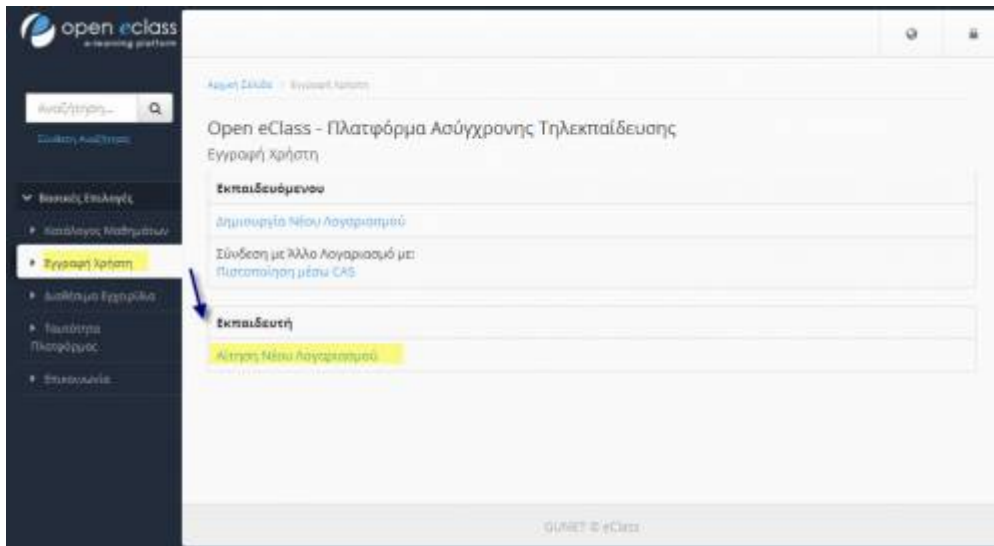 open eclass
e-learning platform
Αναζήτηση...
Σύνθετη Αναζήτηση
Βασικές Επιλογές
Κατάλογος Μαθημάτων
Εγγραφή Χρήστη
Διαθέσιμα Εγχειρίδια
Ταυτότητα
Πλατφόρμας
Επικοινωνία
Αρχική Σελίδα / Εγγραφή Χρήστη
Open eClass - Πλατφόρμα Ασύγχρονης Τηλεκπαίδευσης
Εγγραφή Χρήστη
Εκπαιδευόμενου
Δημιουργία Νέου Λογαριασμού
Σύνδεση με Άλλο Λογαριασμό με:
Πιστοποίηση μέσω CAS
Εκπαιδευτή
Αίτηση Νέου Λογαριασμού
GUNET © eClass